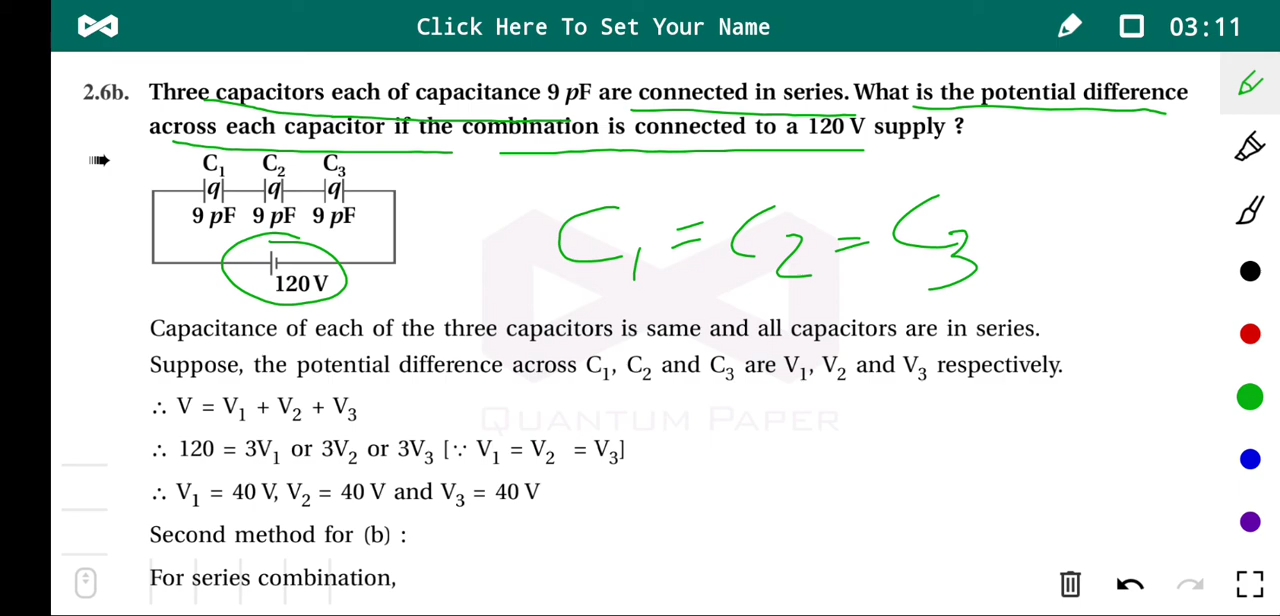 Click Here To Set Your Name
03:11
2.6b. Three capacitors each of capacitance 9 pF are connected in series. What is the potential difference
across each capacitor if the combination is connected to a 120 V supply ?
C₁ C₂ C₃
q q q
9 pF 9 pF 9 pF
120 V
C₁ = C₂ = C₃
Capacitance of each of the three capacitors is same and all capacitors are in series.
Suppose, the potential difference across C₁, C₂ and C₃ are V₁, V₂ and V₃ respectively.
QUANTUM PAPER
∴ V = V₁ + V₂ + V₃
∴ 120 = 3V₁ or 3V₂ or 3V₃ [∵ V₁ = V₂ = V₃]
∴ V₁ = 40 V, V₂ = 40 V and V₃ = 40 V
Second method for (b) :
For series combination,